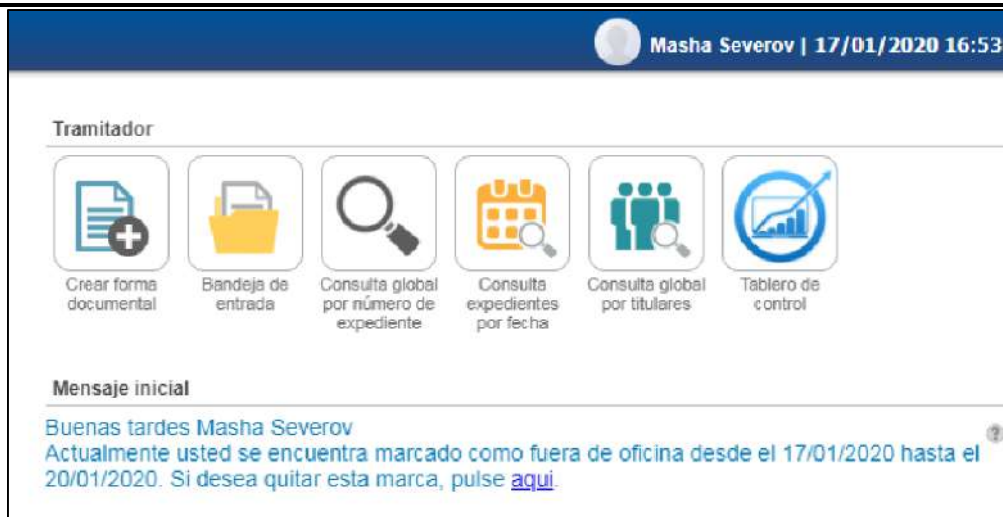 Masha Severov | 17/01/2020 16:53
Tramitador
Crear forma documental
Bandeja de entrada
Consulta global por número de expediente
Consulta expedientes por fecha
Consulta global por titulares
Tablero de control
Mensaje inicial
Buenas tardes Masha Severov
Actualmente usted se encuentra marcado como fuera de oficina desde el 17/01/2020 hasta el
20/01/2020. Si desea quitar esta marca, pulse aqui.
?